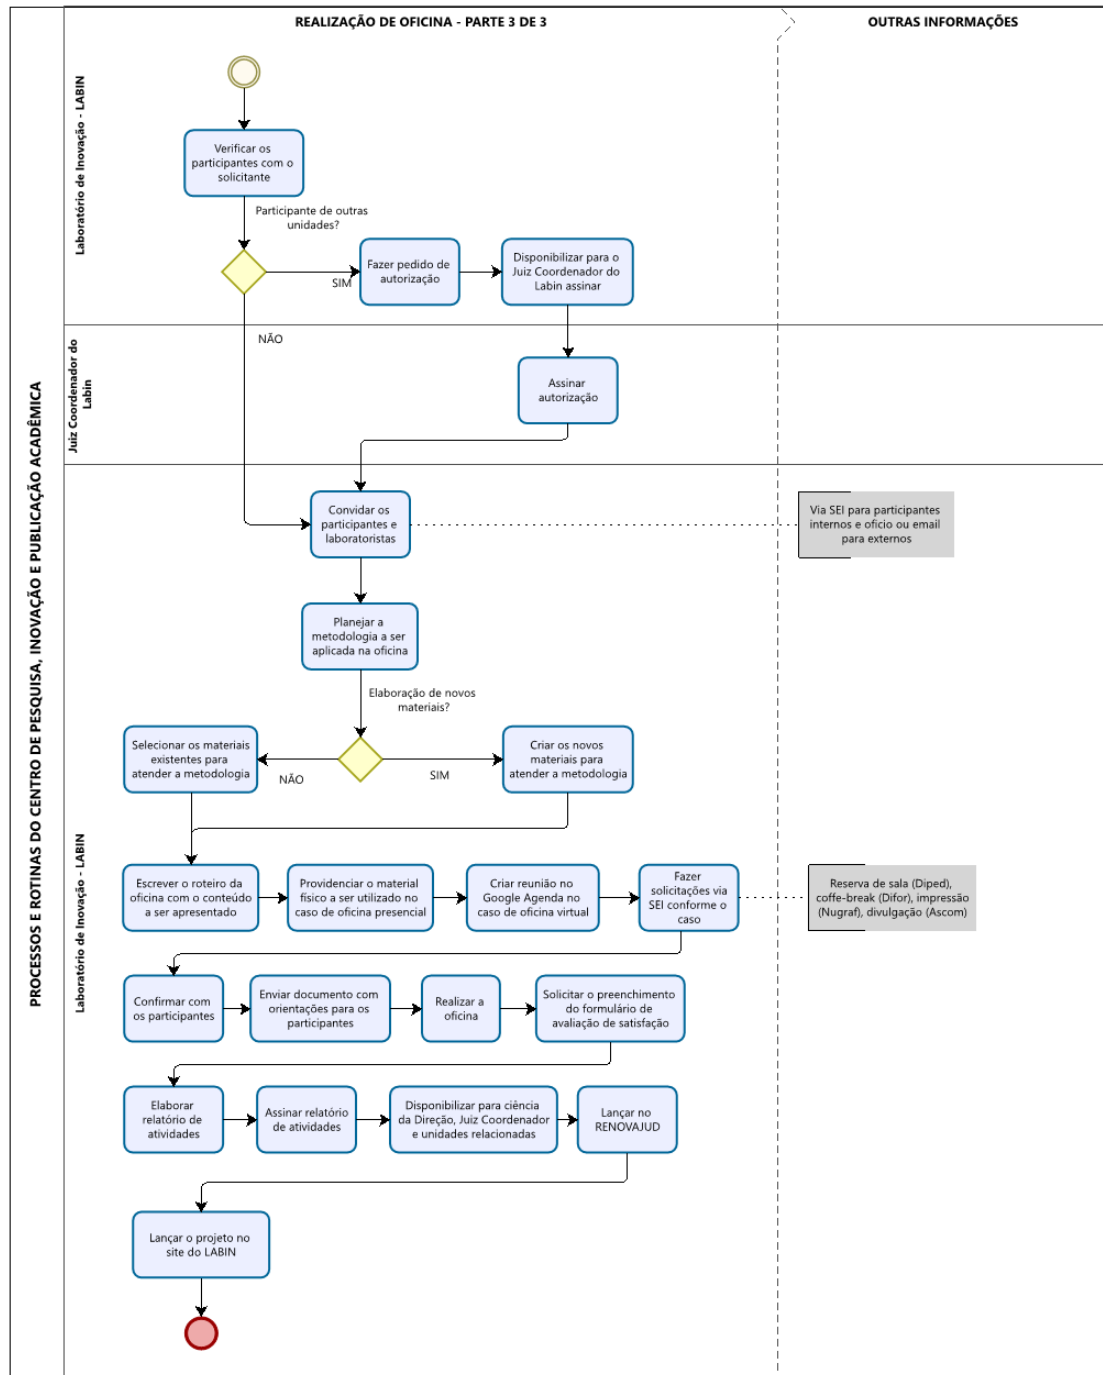 REALIZAÇÃO DE OFICINA - PARTE 3 DE 3
OUTRAS INFORMAÇÕES
PROCESSOS E ROTINAS DO CENTRO DE PESQUISA, INOVAÇÃO E PUBLICAÇÃO ACADÊMICA
Laboratório de Inovação - LABIN
Verificar os
participantes com o
solicitante
Participante de outras
unidades?
SIM
Fazer pedido de
autorização
Disponibilizar para o
Juiz Coordenador do
Labin assinar
NÃO
Juiz Coordenador do
Labin
Assinar
autorização
Laboratório de Inovação - LABIN
Convidar os
participantes e
laboratoristas
Via SEI para participantes
internos e oficio ou email
para externos
Planejar a
metodologia a ser
aplicada na oficina
Elaboração de novos
materiais?
Selecionar os materiais
existentes para
atender a metodologia
NÃO
SIM
Criar os novos
materiais para
atender a metodologia
Escrever o roteiro da
oficina com o conteúdo
a ser apresentado
Providenciar o material
físico a ser utilizado no
caso de oficina presencial
Criar reunião no
Google Agenda no
caso de oficina virtual
Fazer
solicitações via
SEI conforme o
caso
Reserva de sala (Diped),
coffe-break (Difor), impressão
(Nugraf), divulgação (Ascom)
Confirmar com
os participantes
Enviar documento com
orientações para os
participantes
Realizar a
oficina
Solicitar o preenchimento
do formulário de
avaliação de satisfação
Elaborar
relatório de
atividades
Assinar relatório
de atividades
Disponibilizar para ciência
da Direção, Juiz Coordenador
e unidades relacionadas
Lançar no
RENOVAJUD
Lançar o projeto no
site do LABIN